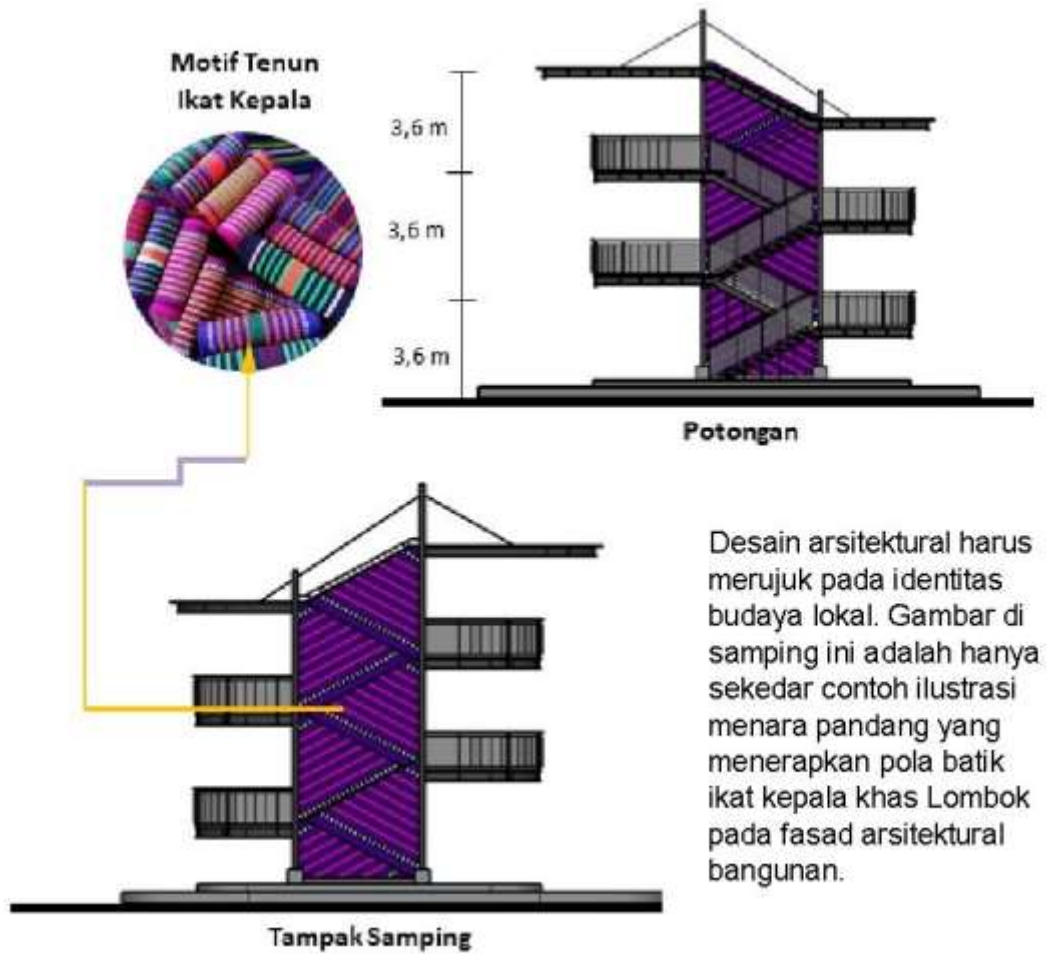 Motif Tenun
Ikat Kepala
3,6 m
3,6 m
3,6 m
Potongan
Desain arsitektural harus
merujuk pada identitas
budaya lokal. Gambar di
samping ini adalah hanya
sekedar contoh ilustrasi
menara pandang yang
menerapkan pola batik
ikat kepala khas Lombok
pada fasad arsitektural
bangunan.
Tampak Samping